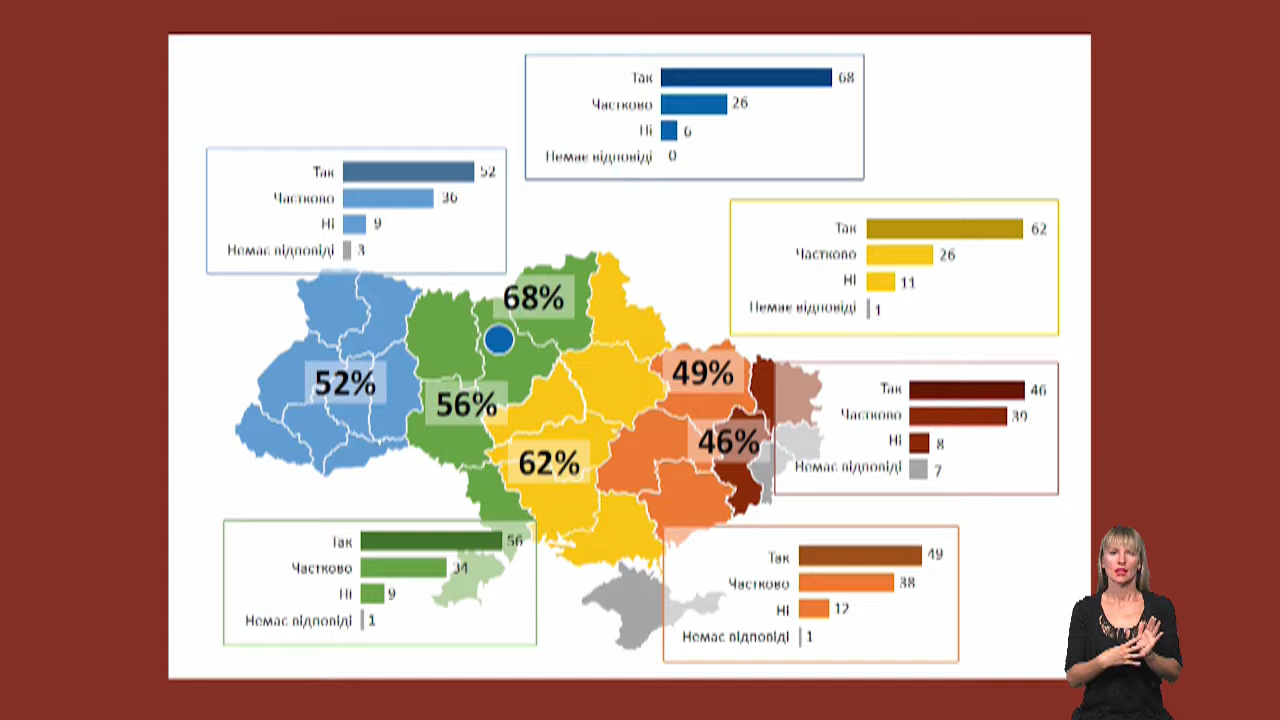 Так 68
Частково 26
Ні 6
Немає відповіді 0
Так 52
Частково 36
Ні 9
Немає відповіді 3
Так 62
Частково 26
Ні 11
Немає відповіді 1
68%
52%
56%
62%
49%
46%
Так 46
Частково 39
Ні 8
Немає відповіді 7
Так 56
Частково 34
Ні 9
Немає відповіді 1
Так 49
Частково 38
Ні 12
Немає відповіді 1